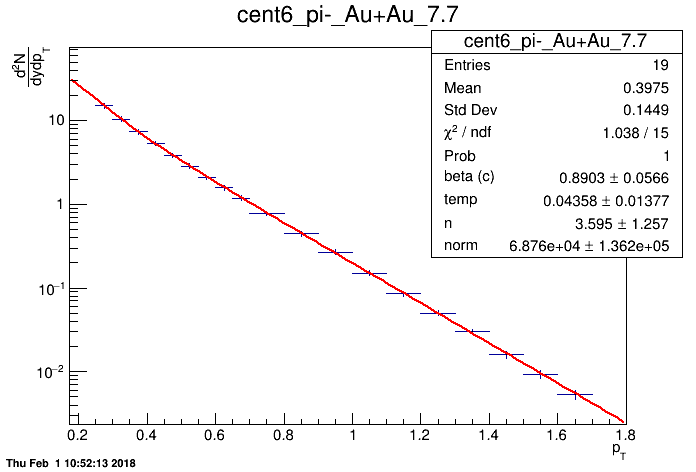 cent6_pi-_Au+Au_7.7
cent6_pi-_Au+Au_7.7
Entries 19
Mean 0.3975
Std Dev 0.1449
χ² / ndf 1.038 / 15
Prob 1
beta (c) 0.8903 ± 0.0566
temp 0.04358 ± 0.01377
n 3.595 ± 1.257
norm 6.876e+04 ± 1.362e+05
d²N
dydp_T
10
1
10⁻¹
10⁻²
0.2 0.4 0.6 0.8 1 1.2 1.4 1.6 1.8
p_T
Thu Feb 1 10:52:13 2018